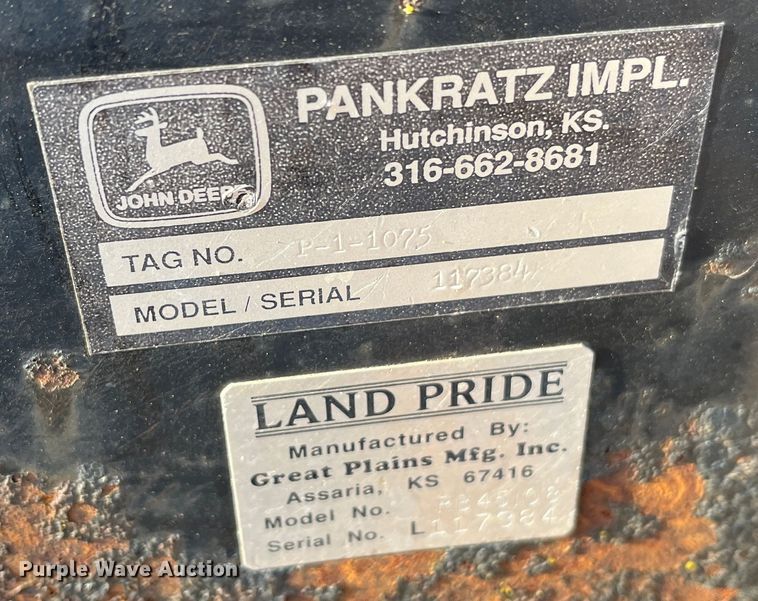 PANKRATZ IMPL.
Hutchinson, KS.
316-662-8681
JOHN DEERE
TAG NO. P-1-1075
MODEL / SERIAL 117384
LAND PRIDE
Manufactured By:
Great Plains Mfg. Inc.
Assaria, KS 67416
Model No.
Serial No. L117384
Purple Wave Auction